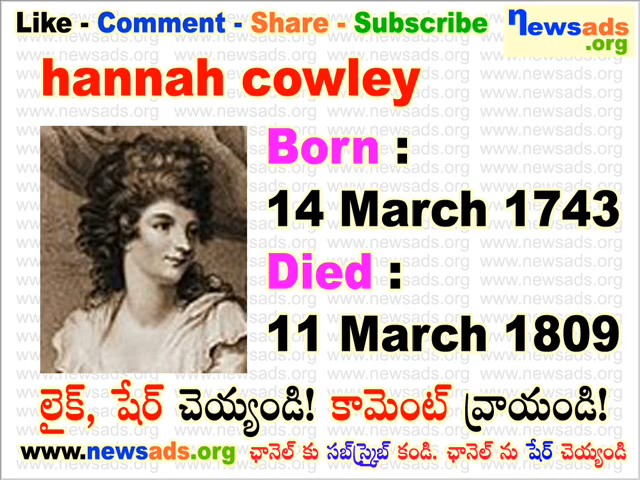 Like - Comment - Share - Subscribe
newsads
.org
hannah cowley
Born :
14 March 1743
Died :
11 March 1809
లైక్, షేర్ చెయ్యండి! కామెంట్ వ్రాయండి!
www.newsads.org ఛానెల్ కు సబ్‌స్క్రైబ్ కండి. ఛానెల్ ను షేర్ చెయ్యండి